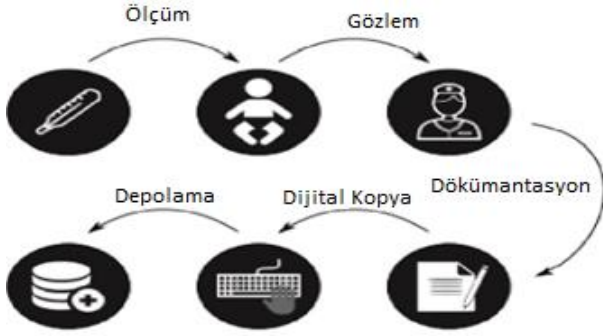 Ölçüm
Gözlem
Dökümantasyon
Dijital Kopya
Depolama